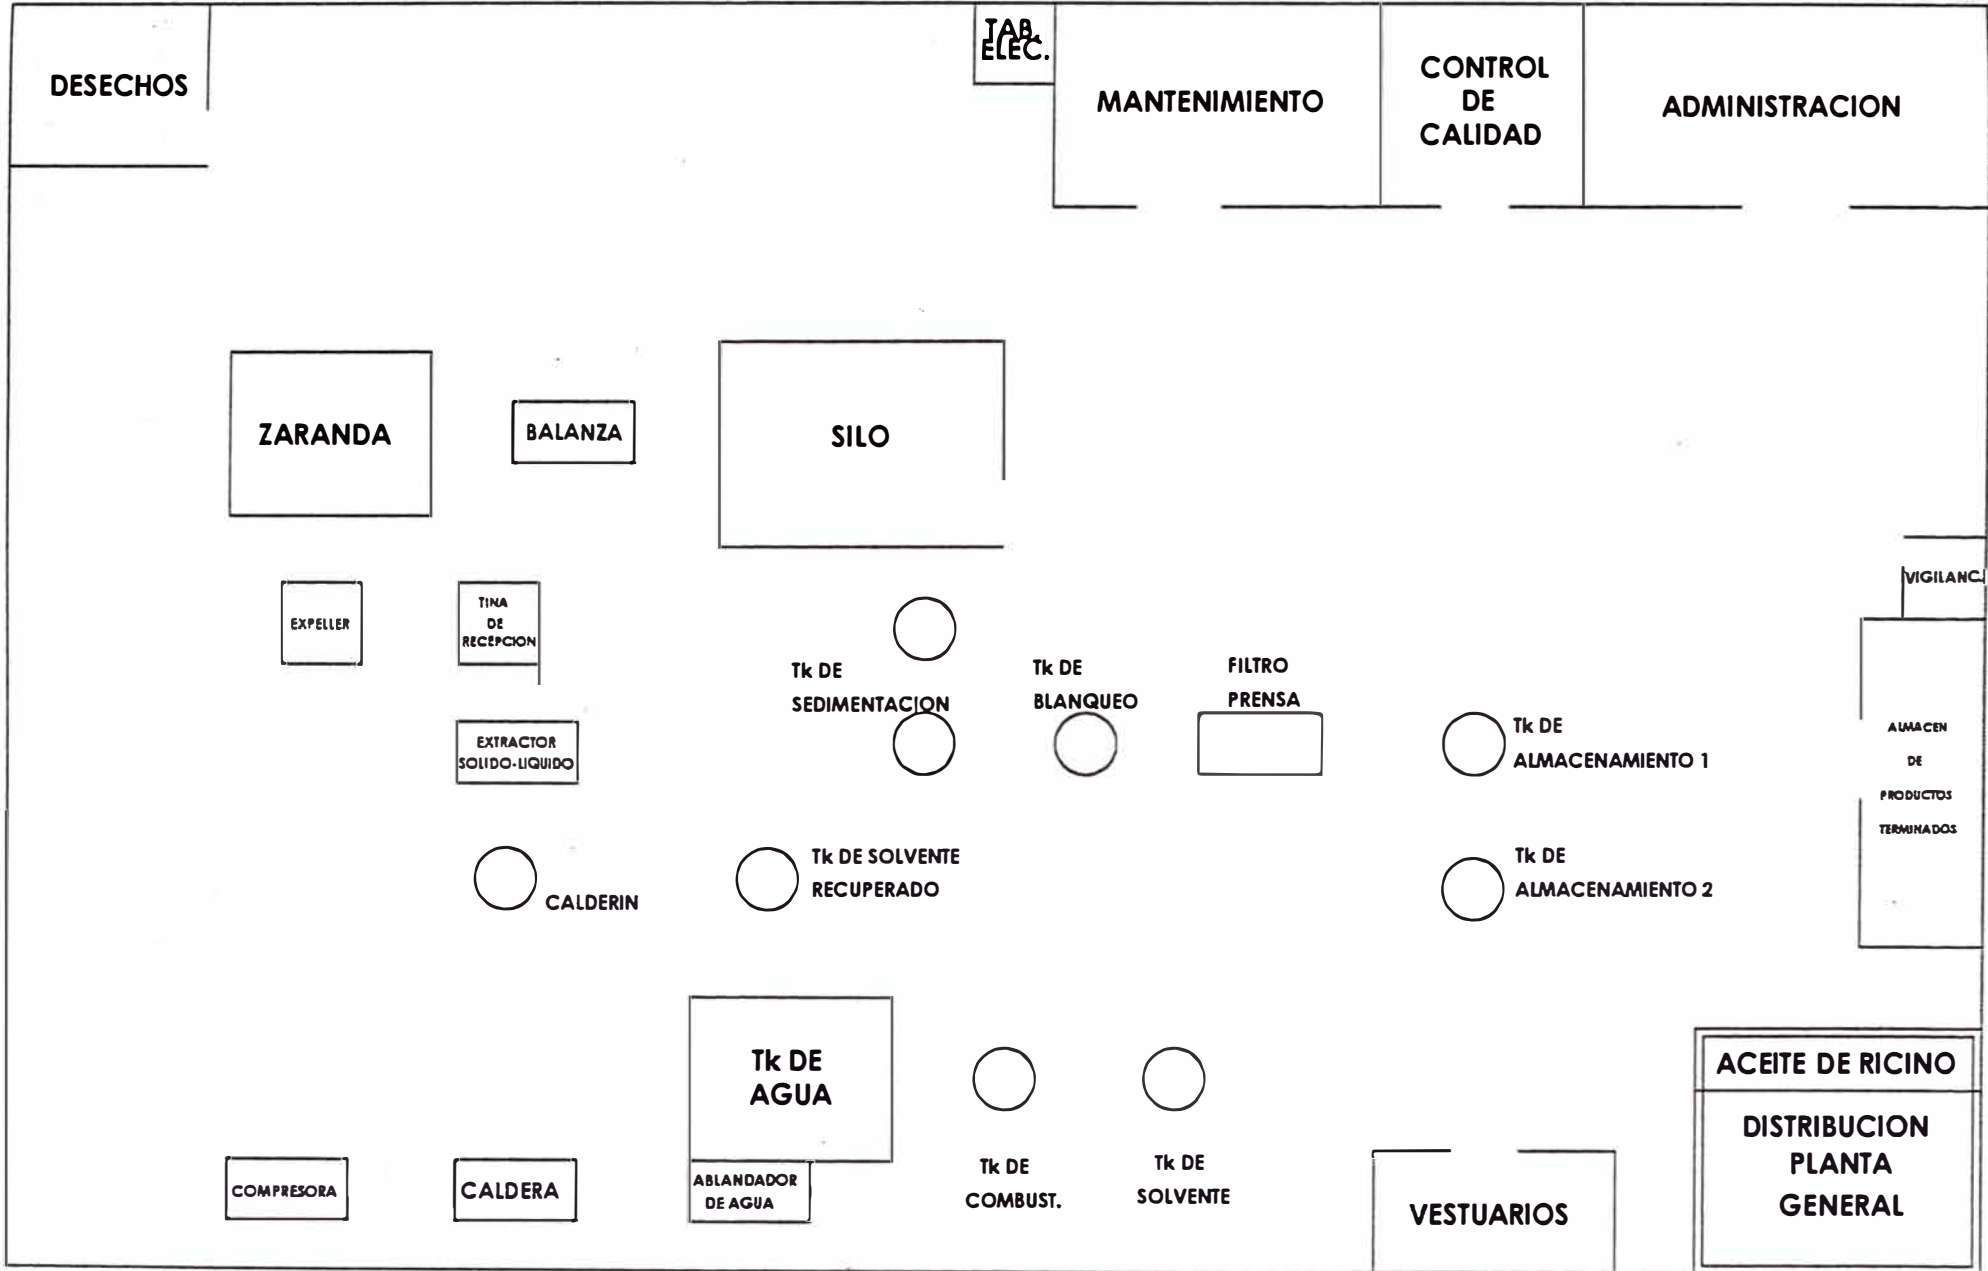 DESECHOS
TAB.
ELEC.
MANTENIMIENTO
CONTROL
DE
CALIDAD
ADMINISTRACION
ZARANDA
BALANZA
SILO
VIGILANC.
EXPELLER
TINA
DE
RECEPCION
Tk DE
SEDIMENTACION
Tk DE
BLANQUEO
FILTRO
PRENSA
EXTRACTOR
SOLIDO-LIQUIDO
Tk DE
ALMACENAMIENTO 1
ALMACEN
DE
PRODUCTOS
TERMINADOS
CALDERIN
Tk DE SOLVENTE
RECUPERADO
Tk DE
ALMACENAMIENTO 2
Tk DE
AGUA
ABLANDADOR
DE AGUA
COMPRESORA
CALDERA
Tk DE
COMBUST.
Tk DE
SOLVENTE
VESTUARIOS
ACEITE DE RICINO
DISTRIBUCION
PLANTA
GENERAL